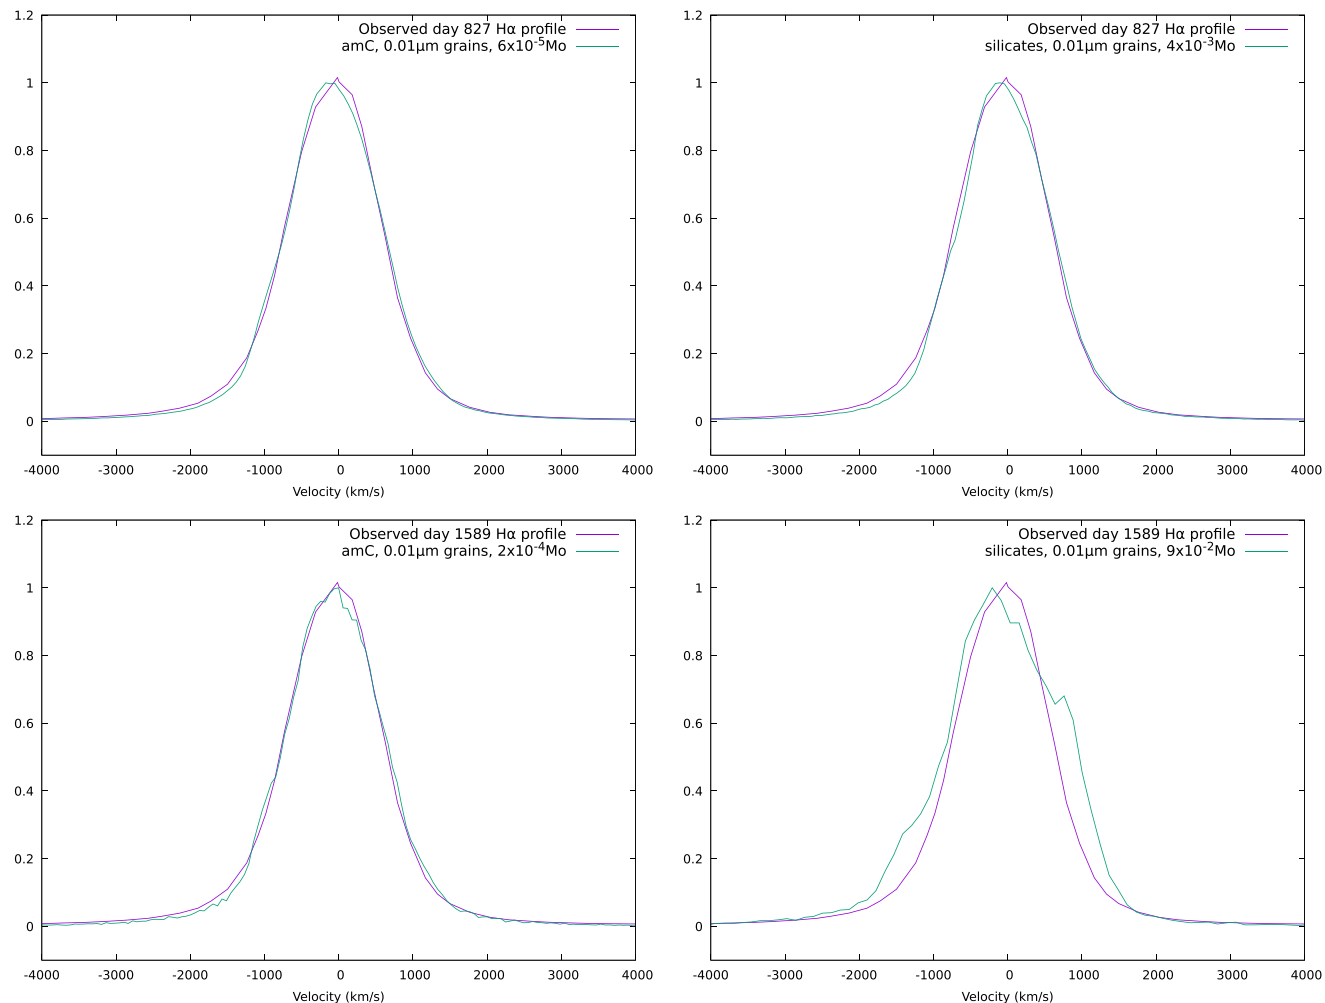 Observed day 827 Hα profile
amC, 0.01μm grains, 6x10⁻⁵Mo
1.2
1
0.8
0.6
0.4
0.2
0
-4000 -3000 -2000 -1000 0 1000 2000 3000 4000
Velocity (km/s)
Observed day 827 Hα profile
silicates, 0.01μm grains, 4x10⁻³Mo
1.2
1
0.8
0.6
0.4
0.2
0
-4000 -3000 -2000 -1000 0 1000 2000 3000 4000
Velocity (km/s)
Observed day 1589 Hα profile
amC, 0.01μm grains, 2x10⁻⁴Mo
1.2
1
0.8
0.6
0.4
0.2
0
-4000 -3000 -2000 -1000 0 1000 2000 3000 4000
Velocity (km/s)
Observed day 1589 Hα profile
silicates, 0.01μm grains, 9x10⁻²Mo
1.2
1
0.8
0.6
0.4
0.2
0
-4000 -3000 -2000 -1000 0 1000 2000 3000 4000
Velocity (km/s)